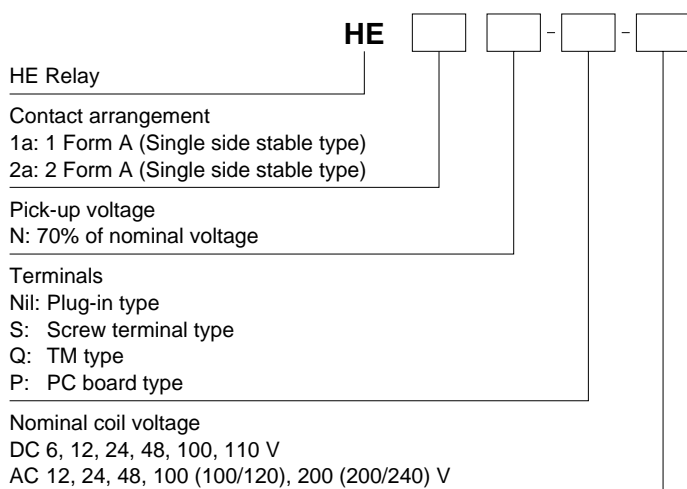 HE - -
HE Relay
Contact arrangement
1a: 1 Form A (Single side stable type)
2a: 2 Form A (Single side stable type)
Pick-up voltage
N: 70% of nominal voltage
Terminals
Nil: Plug-in type
S: Screw terminal type
Q: TM type
P: PC board type
Nominal coil voltage
DC 6, 12, 24, 48, 100, 110 V
AC 12, 24, 48, 100 (100/120), 200 (200/240) V